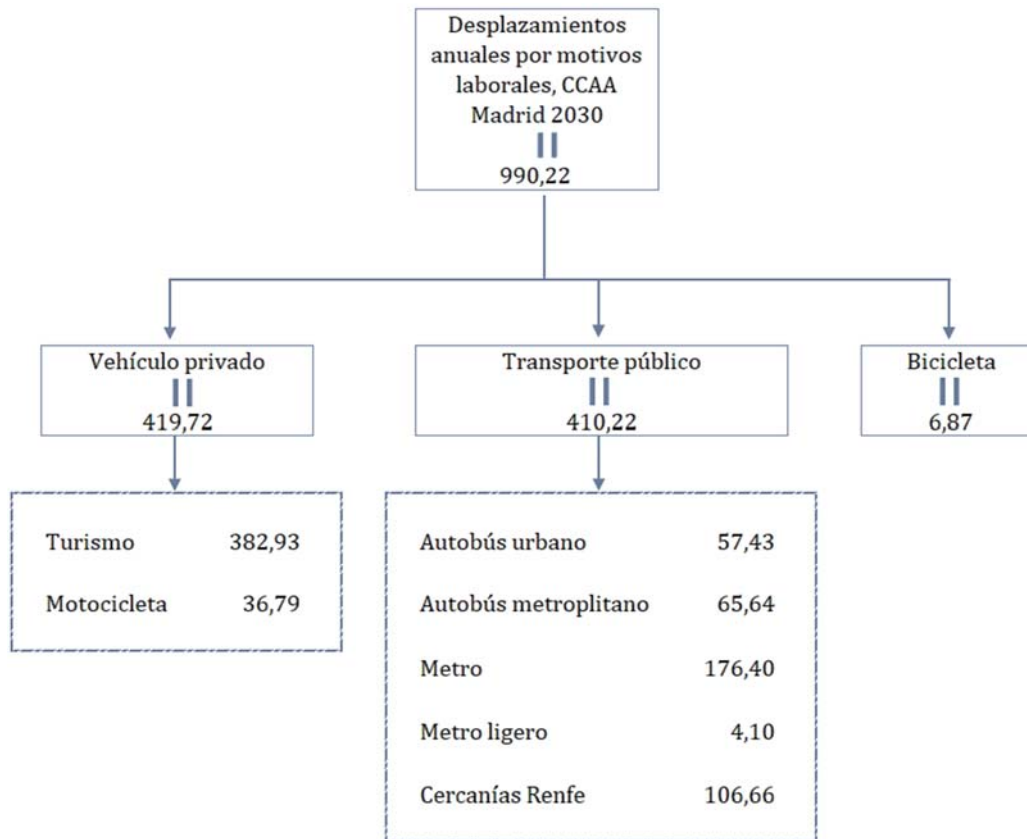 Desplazamientos
anuales por motivos
laborales, CCAA
Madrid 2030
990,22
Vehículo privado
419,72
Transporte público
410,22
Bicicleta
6,87
Turismo 382,93
Motocicleta 36,79
Autobús urbano 57,43
Autobús metroplitano 65,64
Metro 176,40
Metro ligero 4,10
Cercanías Renfe 106,66